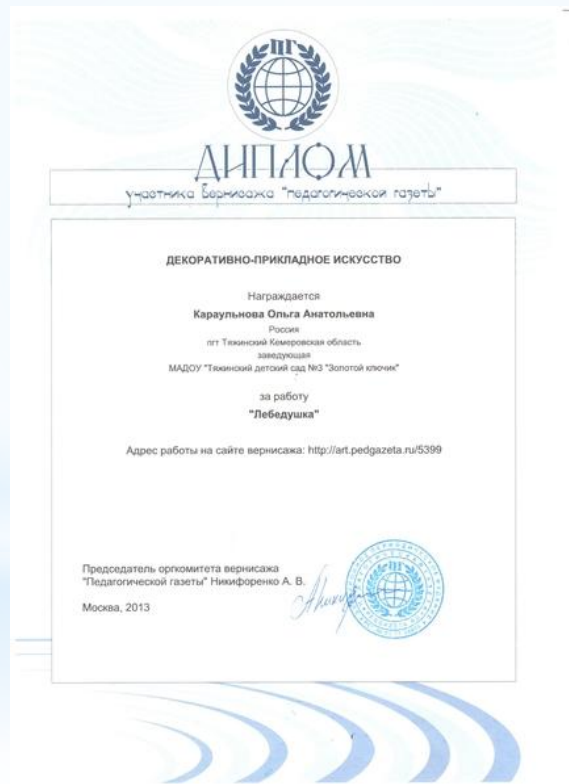 ПГ
ДИПЛОМ
участника вернисажа "педагогической газеты"
ДЕКОРАТИВНО-ПРИКЛАДНОЕ ИСКУССТВО
Награждается
Караульнова Ольга Анатольевна
Россия
пгт Тяжинский Кемеровская область
заведующая
МАДОУ "Тяжинский детский сад №3 "Золотой ключик"
за работу
"Лебедушка"
Адрес работы на сайте вернисажа: http://art.pedgazeta.ru/5399
Председатель оргкомитета вернисажа
"Педагогической газеты" Никифоренко А. В.
Москва, 2013
ПГ